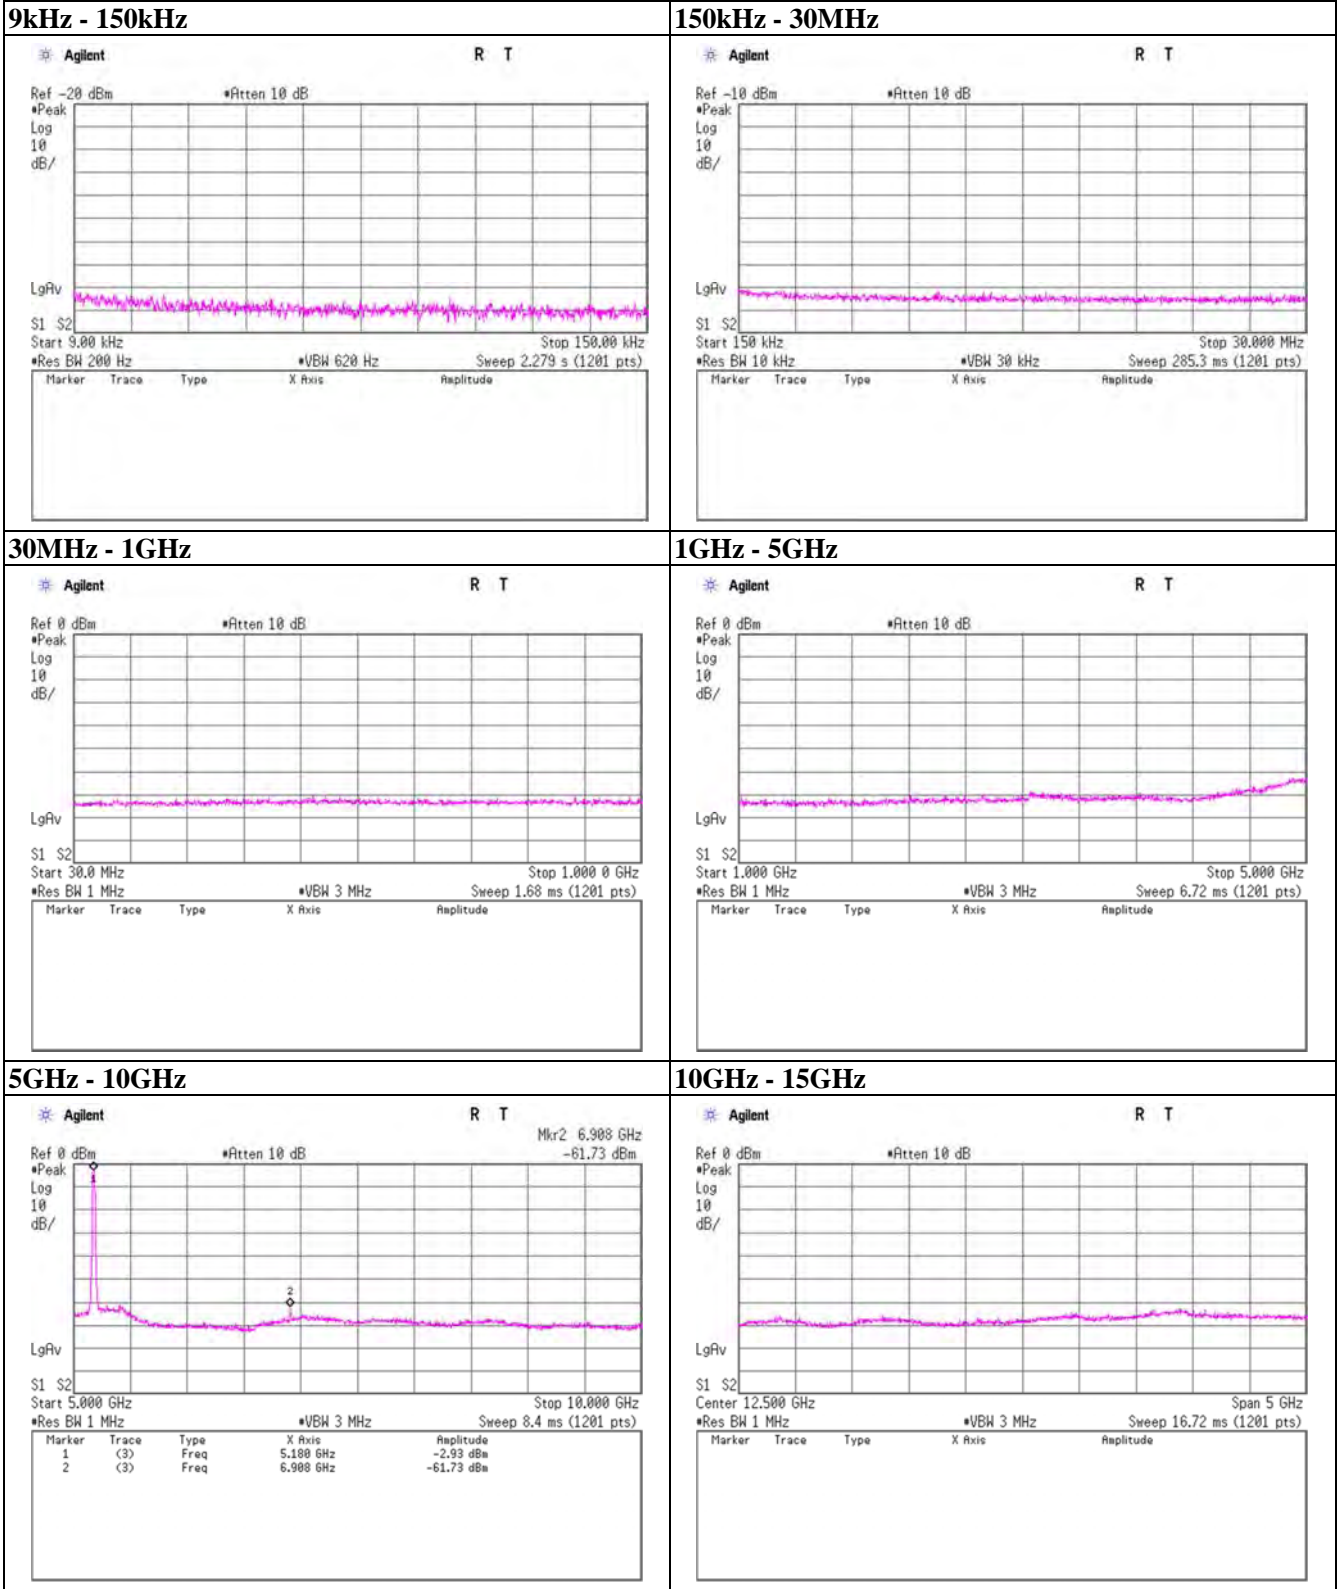 9kHz - 150kHz
Agilent
R T
Ref -20 dBm
*Atten 10 dB
*Peak
Log
10
dB/
LgAv
S1 S2
Start 9.00 kHz
Stop 150.00 kHz
*Res BW 200 Hz
*VBW 620 Hz
Sweep 2.279 s (1201 pts)
Marker Trace Type X Axis Amplitude
150kHz - 30MHz
Agilent
R T
Ref -10 dBm
*Atten 10 dB
*Peak
Log
10
dB/
LgAv
S1 S2
Start 150 kHz
Stop 30.000 MHz
*Res BW 10 kHz
*VBW 30 kHz
Sweep 285.3 ms (1201 pts)
Marker Trace Type X Axis Amplitude
30MHz - 1GHz
Agilent
R T
Ref 0 dBm
*Atten 10 dB
*Peak
Log
10
dB/
LgAv
S1 S2
Start 30.0 MHz
Stop 1.000 0 GHz
*Res BW 1 MHz
*VBW 3 MHz
Sweep 1.68 ms (1201 pts)
Marker Trace Type X Axis Amplitude
1GHz - 5GHz
Agilent
R T
Ref 0 dBm
*Atten 10 dB
*Peak
Log
10
dB/
LgAv
S1 S2
Start 1.000 GHz
Stop 5.000 GHz
*Res BW 1 MHz
*VBW 3 MHz
Sweep 6.72 ms (1201 pts)
Marker Trace Type X Axis Amplitude
5GHz - 10GHz
Agilent
R T
Mkr2 6.908 GHz
Ref 0 dBm
*Atten 10 dB
-61.73 dBm
*Peak
Log
10
dB/
1
2
LgAv
S1 S2
Start 5.000 GHz
Stop 10.000 GHz
*Res BW 1 MHz
*VBW 3 MHz
Sweep 8.4 ms (1201 pts)
Marker Trace Type X Axis Amplitude
1 (3) Freq 5.180 GHz -2.93 dBm
2 (3) Freq 6.908 GHz -61.73 dBm
10GHz - 15GHz
Agilent
R T
Ref 0 dBm
*Atten 10 dB
*Peak
Log
10
dB/
LgAv
S1 S2
Center 12.500 GHz
Span 5 GHz
*Res BW 1 MHz
*VBW 3 MHz
Sweep 16.72 ms (1201 pts)
Marker Trace Type X Axis Amplitude